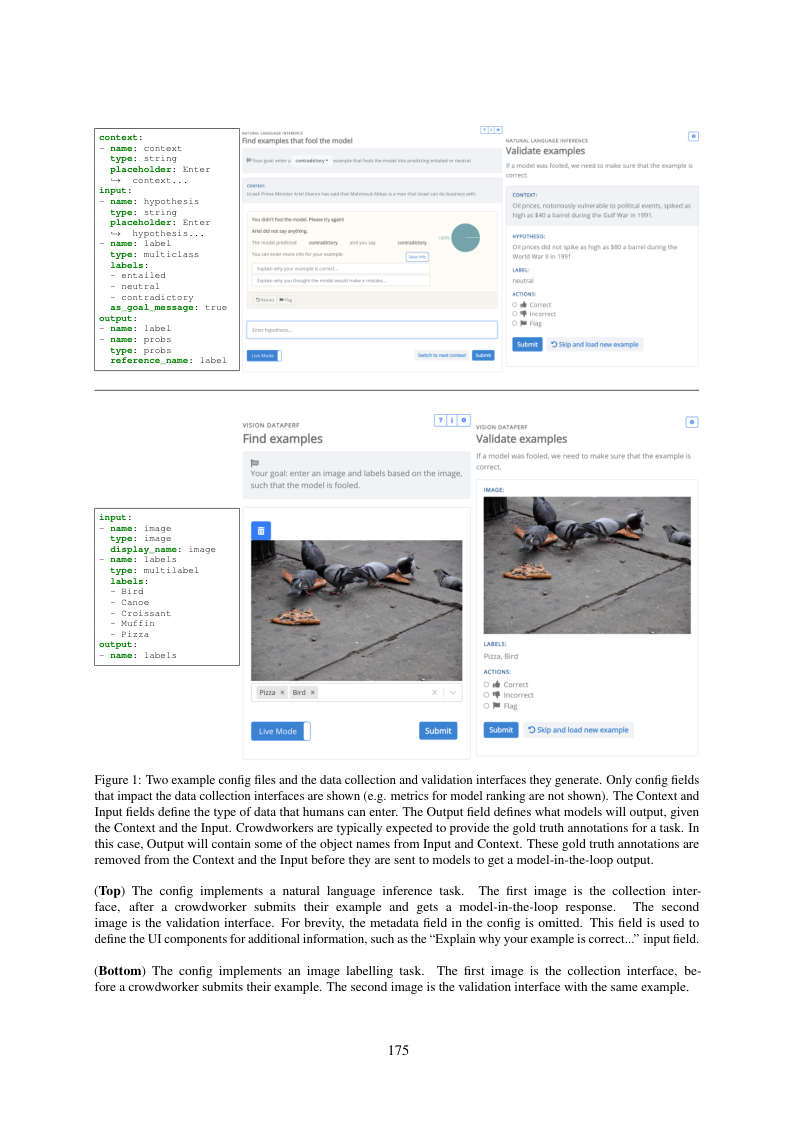 context:
- name: context
type: string
placeholder: Enter
↪ context...
input:
- name: hypothesis
type: string
placeholder: Enter
↪ hypothesis...
- name: label
type: multiclass
labels:
- entailed
- neutral
- contradictory
as_goal_message: true
output:
- name: label
- name: probs
type: probs
reference_name: label
NATURAL LANGUAGE INFERENCE
Find examples that fool the model
Your goal: enter a contradictory example that fools the model into predicting entailed or neutral.
CONTEXT:
Israeli Prime Minister Ariel Sharon has said that Mahmoud Abbas is a man that Israel can do business with.
You didn't fool the model. Please try again!
Ariel did not say anything.
The model predicted contradictory and you say contradictory
100%
You can enter more info for your example:
Save Info
Explain why your example is correct...
Explain why you thought the model would make a mistake...
Retract Flag
Enter hypothesis...
Live Mode
Switch to next context
Submit
NATURAL LANGUAGE INFERENCE
Validate examples
If a model was fooled, we need to make sure that the example is
correct.
CONTEXT:
Oil prices, notoriously vulnerable to political events, spiked as
high as $40 a barrel during the Gulf War in 1991.
HYPOTHESIS:
Oil prices did not spike as high as $80 a barrel during the
World War II in 1991
LABEL:
neutral
ACTIONS:
Correct
Incorrect
Flag
Submit
Skip and load new example
input:
- name: image
type: image
display_name: image
- name: labels
type: multilabel
labels:
- Bird
- Canoe
- Croissant
- Muffin
- Pizza
output:
- name: labels
VISION DATAPERF
? i
Find examples
Your goal: enter an image and labels based on the image,
such that the model is fooled.
Pizza × Bird ×
Live Mode
Submit
VISION DATAPERF
Validate examples
If a model was fooled, we need to make sure that the example is
correct.
IMAGE:
LABELS:
Pizza, Bird
ACTIONS:
Correct
Incorrect
Flag
Submit
Skip and load new example
Figure 1: Two example config files and the data collection and validation interfaces they generate. Only config fields
that impact the data collection interfaces are shown (e.g. metrics for model ranking are not shown). The Context and
Input fields define the type of data that humans can enter. The Output field defines what models will output, given
the Context and the Input. Crowdworkers are typically expected to provide the gold truth annotations for a task. In
this case, Output will contain some of the object names from Input and Context. These gold truth annotations are
removed from the Context and the Input before they are sent to models to get a model-in-the-loop output.
(Top) The config implements a natural language inference task. The first image is the collection inter-
face, after a crowdworker submits their example and gets a model-in-the-loop response. The second
image is the validation interface. For brevity, the metadata field in the config is omitted. This field is used to
define the UI components for additional information, such as the “Explain why your example is correct...” input field.
(Bottom) The config implements an image labelling task. The first image is the collection interface, be-
fore a crowdworker submits their example. The second image is the validation interface with the same example.
175